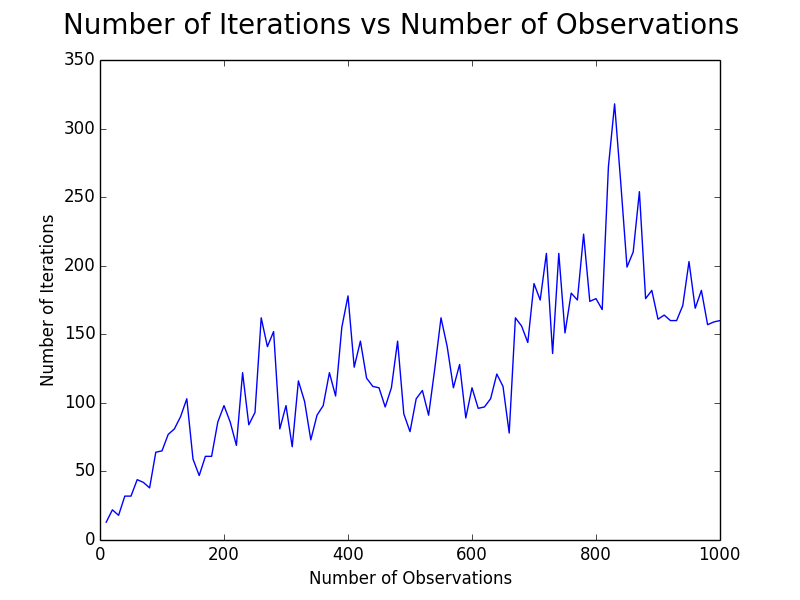 Number of Iterations vs Number of Observations
350
300
250
200
150
100
50
0
Number of Iterations
0 200 400 600 800 1000
Number of Observations